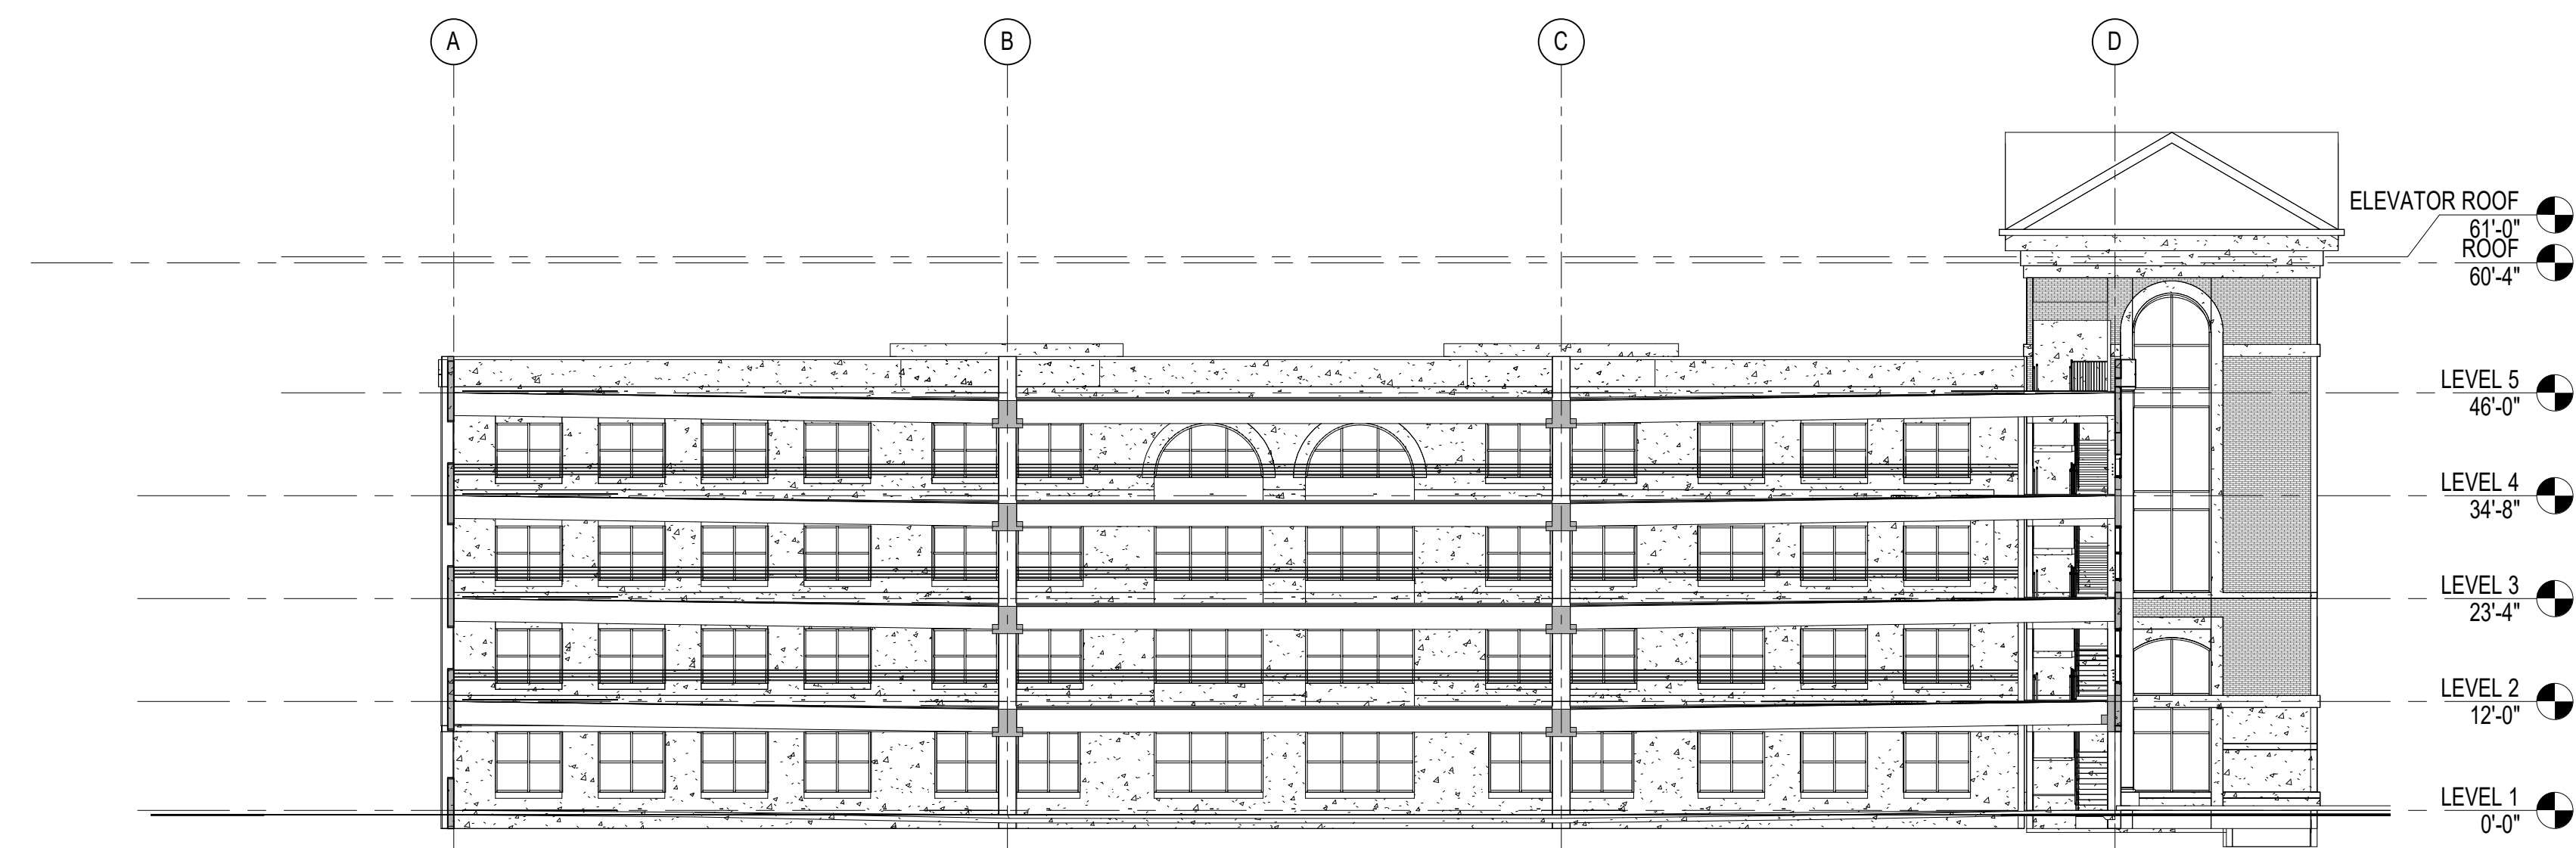 A
B
C
D
ELEVATOR ROOF
61'-0"
ROOF
60'-4"
LEVEL 5
46'-0"
LEVEL 4
34'-8"
LEVEL 3
23'-4"
LEVEL 2
12'-0"
LEVEL 1
0'-0"